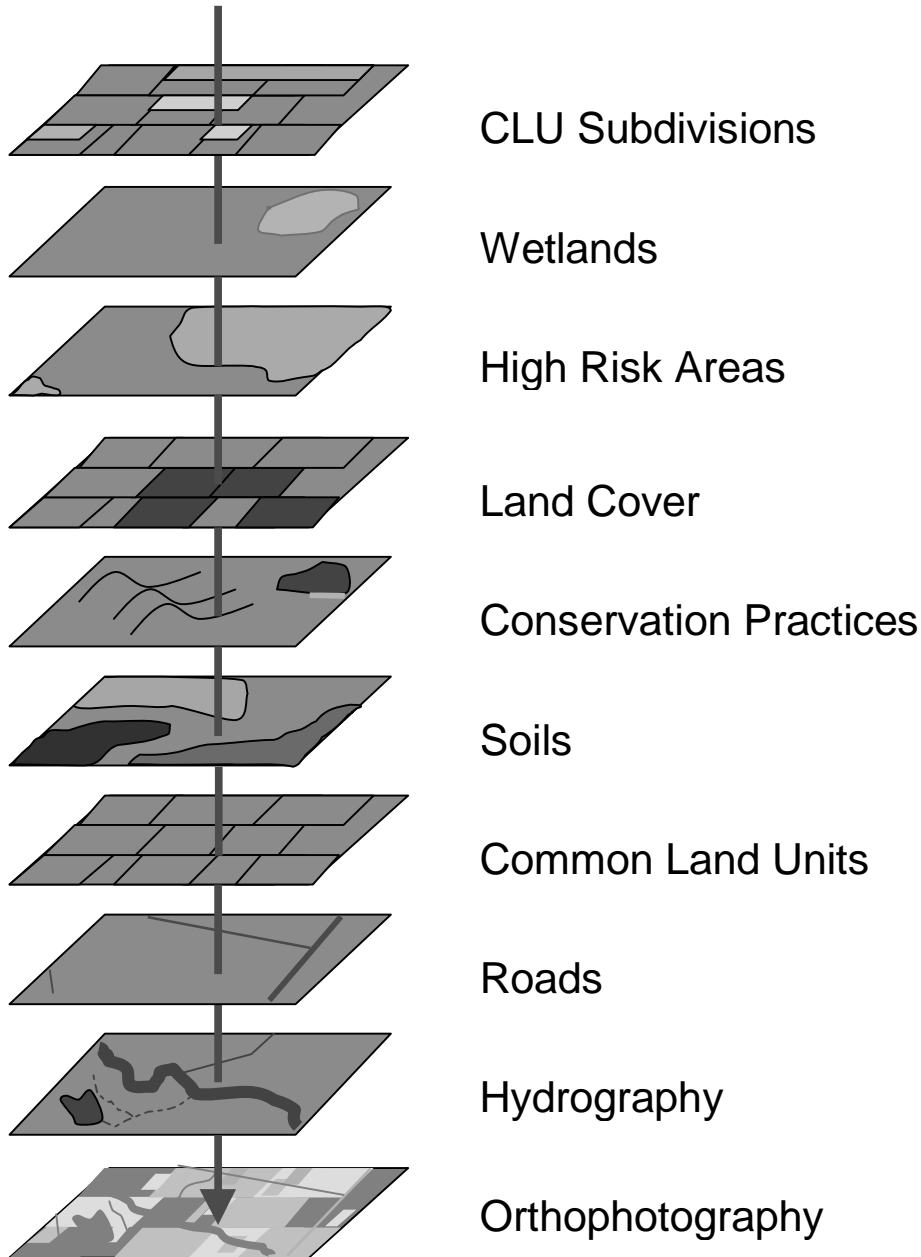 CLU Subdivisions
Wetlands
High Risk Areas
Land Cover
Conservation Practices
Soils
Common Land Units
Roads
Hydrography
Orthophotography